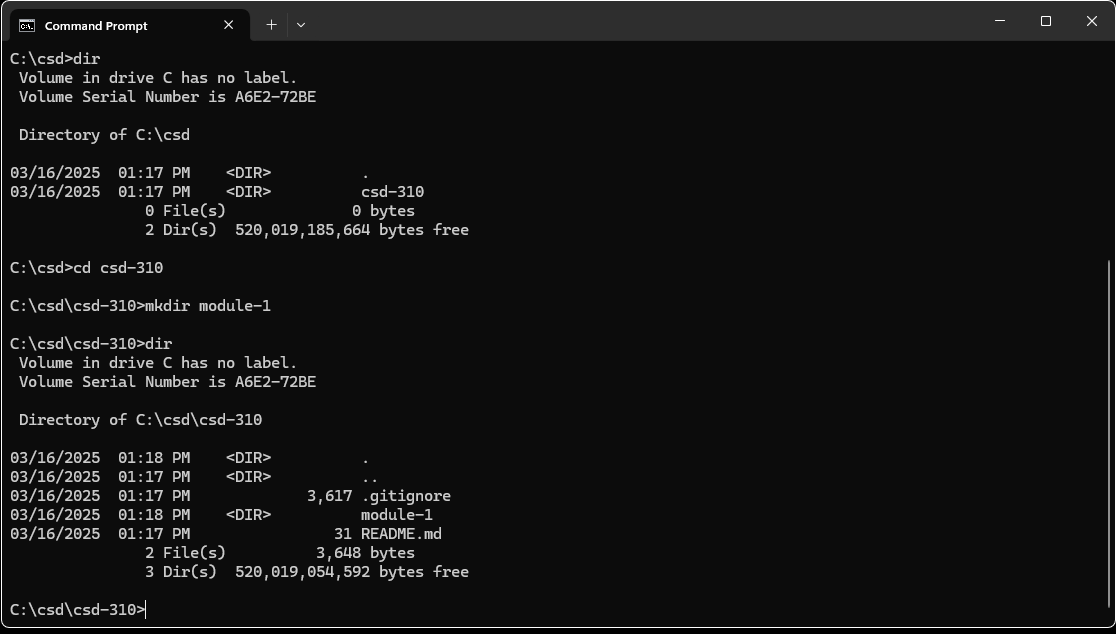 Command Prompt
C:\csd>dir
 Volume in drive C has no label.
 Volume Serial Number is A6E2-72BE
 Directory of C:\csd
03/16/2025  01:17 PM    <DIR>          .
03/16/2025  01:17 PM    <DIR>          csd-310
               0 File(s)              0 bytes
               2 Dir(s)  520,019,185,664 bytes free
C:\csd>cd csd-310
C:\csd\csd-310>mkdir module-1
C:\csd\csd-310>dir
 Volume in drive C has no label.
 Volume Serial Number is A6E2-72BE
 Directory of C:\csd\csd-310
03/16/2025  01:18 PM    <DIR>          .
03/16/2025  01:17 PM    <DIR>          ..
03/16/2025  01:17 PM             3,617 .gitignore
03/16/2025  01:18 PM    <DIR>          module-1
03/16/2025  01:17 PM                31 README.md
               2 File(s)          3,648 bytes
               3 Dir(s)  520,019,054,592 bytes free
C:\csd\csd-310>